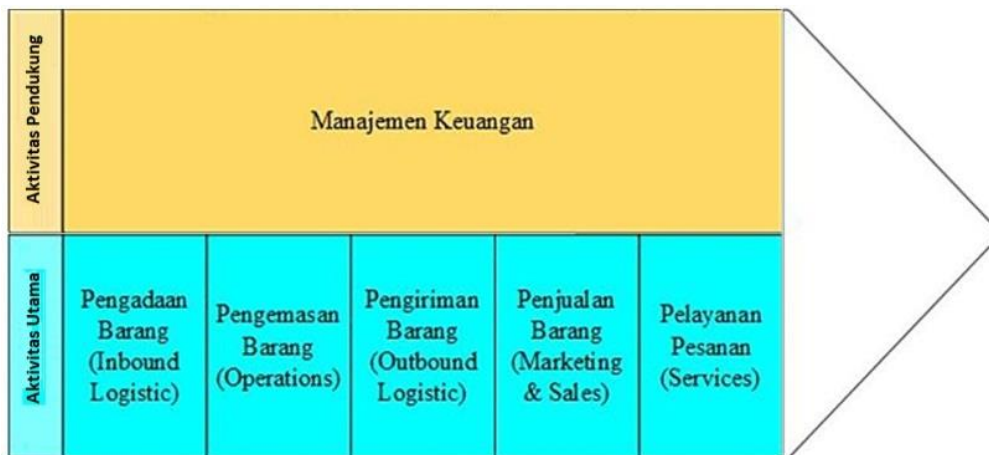 Aktivitas Pendukung
Manajemen Keuangan
Aktivitas Utama
Pengadaan
Barang
(Inbound
Logistic)
Pengemasan
Barang
(Operations)
Pengiriman
Barang
(Outbound
Logistic)
Penjualan
Barang
(Marketing
& Sales)
Pelayanan
Pesanan
(Services)